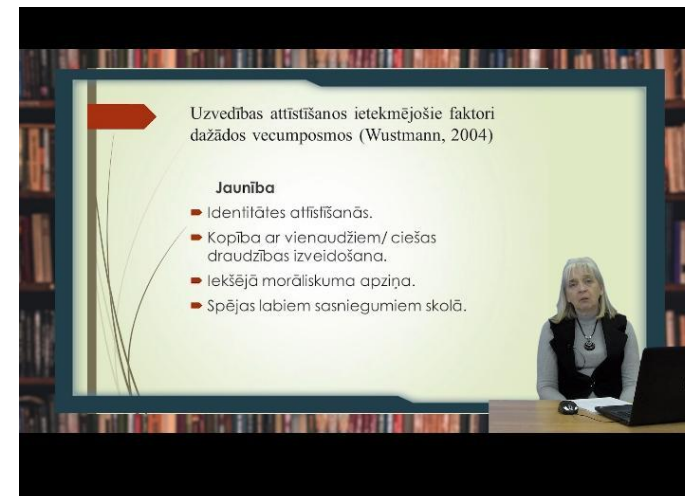 Uzvedības attīstīšanos ietekmējošie faktori
dažādos vecumposmos (Wustmann, 2004)
Jaunība
Identitātes attīstīšanās.
Kopība ar vienaudžiem/ ciešas
draudzības izveidošana.
Iekšējā morāliskuma apziņa.
Spējas labiem sasniegumiem skolā.